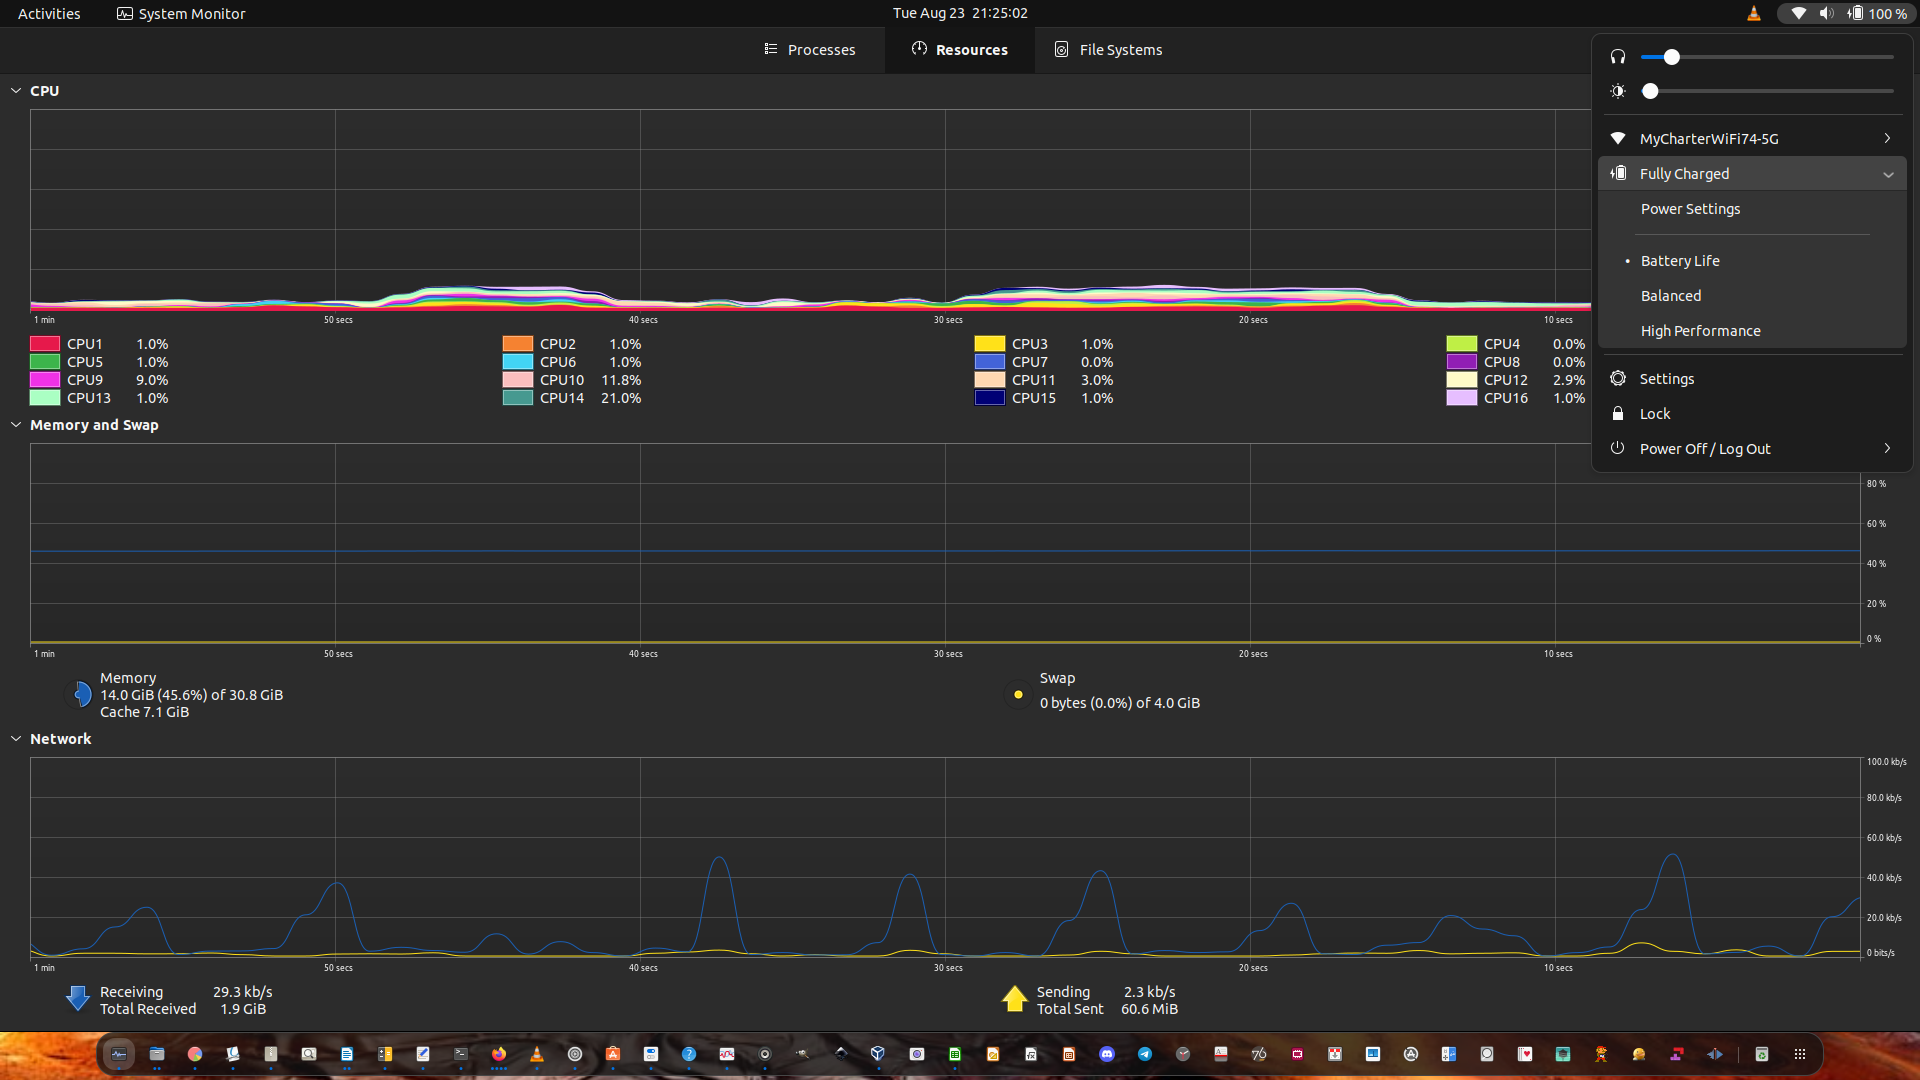 Activities
System Monitor
Tue Aug 23 21:25:02
100 %
Processes
Resources
File Systems
CPU
1 min
50 secs
40 secs
30 secs
20 secs
10 secs
CPU1 1.0%
CPU2 1.0%
CPU3 1.0%
CPU4 0.0%
CPU5 1.0%
CPU6 1.0%
CPU7 0.0%
CPU8 0.0%
CPU9 9.0%
CPU10 11.8%
CPU11 3.0%
CPU12 2.9%
CPU13 1.0%
CPU14 21.0%
CPU15 1.0%
CPU16 1.0%
MyCharterWiFi74-5G
Fully Charged
Power Settings
Battery Life
Balanced
High Performance
Settings
Lock
Power Off / Log Out
Memory and Swap
80 %
60 %
40 %
20 %
0 %
1 min
50 secs
40 secs
30 secs
20 secs
10 secs
Memory
14.0 GiB (45.6%) of 30.8 GiB
Cache 7.1 GiB
Swap
0 bytes (0.0%) of 4.0 GiB
Network
100.0 kb/s
80.0 kb/s
60.0 kb/s
40.0 kb/s
20.0 kb/s
0 bits/s
1 min
50 secs
40 secs
30 secs
20 secs
10 secs
Receiving 29.3 kb/s
Total Received 1.9 GiB
Sending 2.3 kb/s
Total Sent 60.6 MiB
76